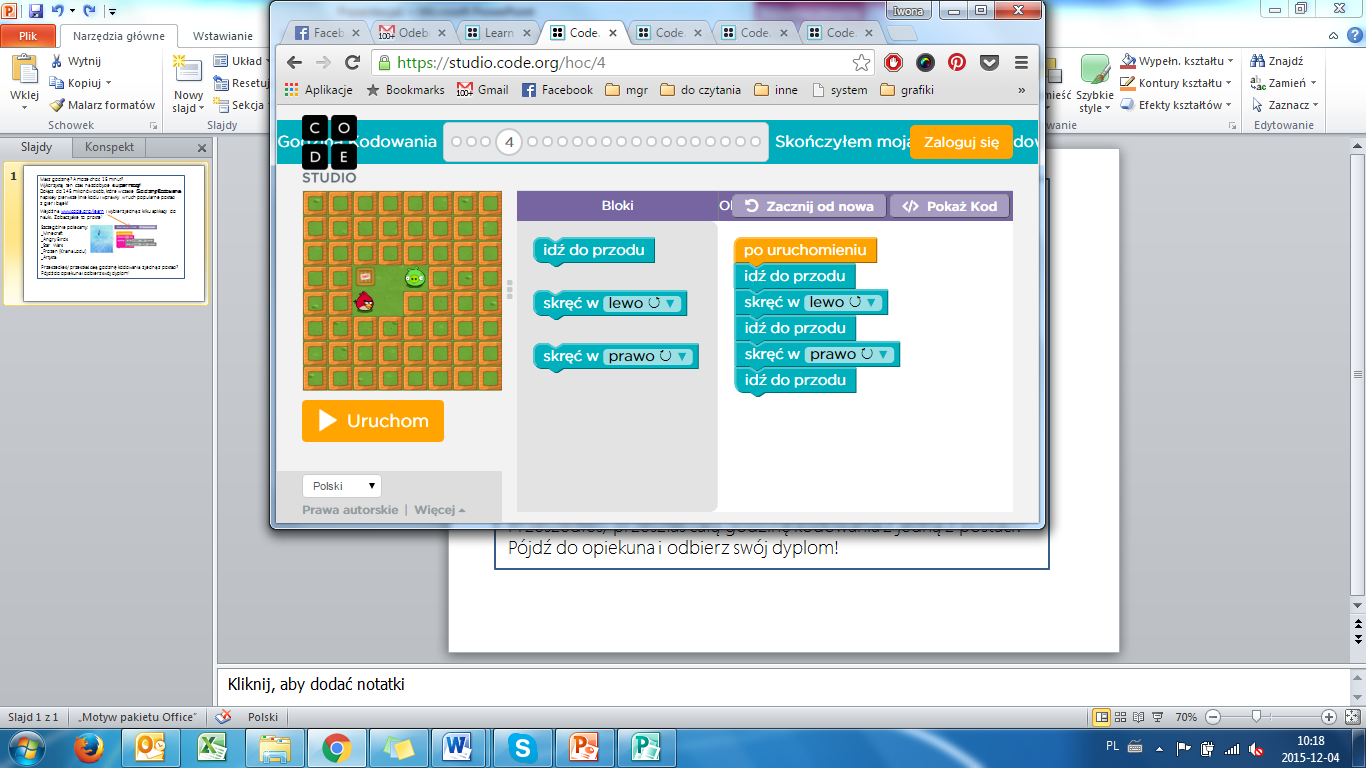 Iwona
Plik
Narzędzia główne
Wstawianie
Faceb
Odeb
Learn
Code.
Code
Code.
Code.
https://studio.code.org/hoc/4
Aplikacje
Bookmarks
100+ Gmail
Facebook
mgr
do czytania
inne
system
grafiki
»
Wklej
Wytnij
Kopiuj
Malarz formatów
Schowek
Nowy
slajd
Układ
Resetuj
Sekcja
Slajdy
Szybkie
style
Wypełn. kształtu
Kontury kształtu
Efekty kształtów
Znajdź
Zamień
Zaznacz
Edytowanie
Slajdy
Konspekt
1
CODE
STUDIO
Godzina Kodowania
4
Skończyłem moją
Zaloguj się
Bloki
Zacznij od nowa
</> Pokaż Kod
idź do przodu
skręć w lewo
skręć w prawo
po uruchomieniu
idź do przodu
skręć w lewo
idź do przodu
skręć w prawo
idź do przodu
Uruchom
Polski
Prawa autorskie | Więcej
Pójdź do opiekuna i odbierz swój dyplom!
Kliknij, aby dodać notatki
Slajd 1 z 1
„Motyw pakietu Office”
Polski
70%
PL
10:18
2015-12-04